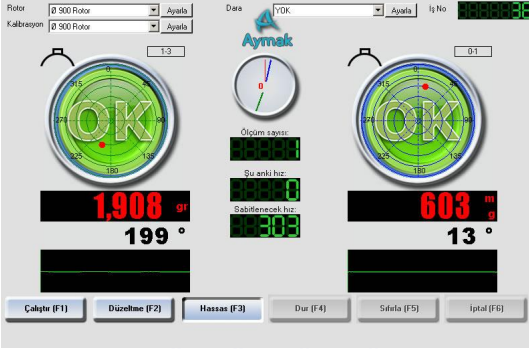 Rotor Ø 900 Rotor Ayarla Dara YOK Ayarla İş No 36
Kalibrasyon Ø 900 Rotor Ayarla
Aymak
1-3 0-1
315 45 0 315 45
OK OK
270 90 270 90
225 135 225 135
180 180
Ölçüm sayısı:
1
Şu anki hız:
0
Sabitlenecek hız:
303
1,908 gr 603 m g
199 ° 13 °
Çalıştır (F1) Düzeltme (F2) Hassas (F3) Dur (F4) Sıfırla (F5) İptal (F6)